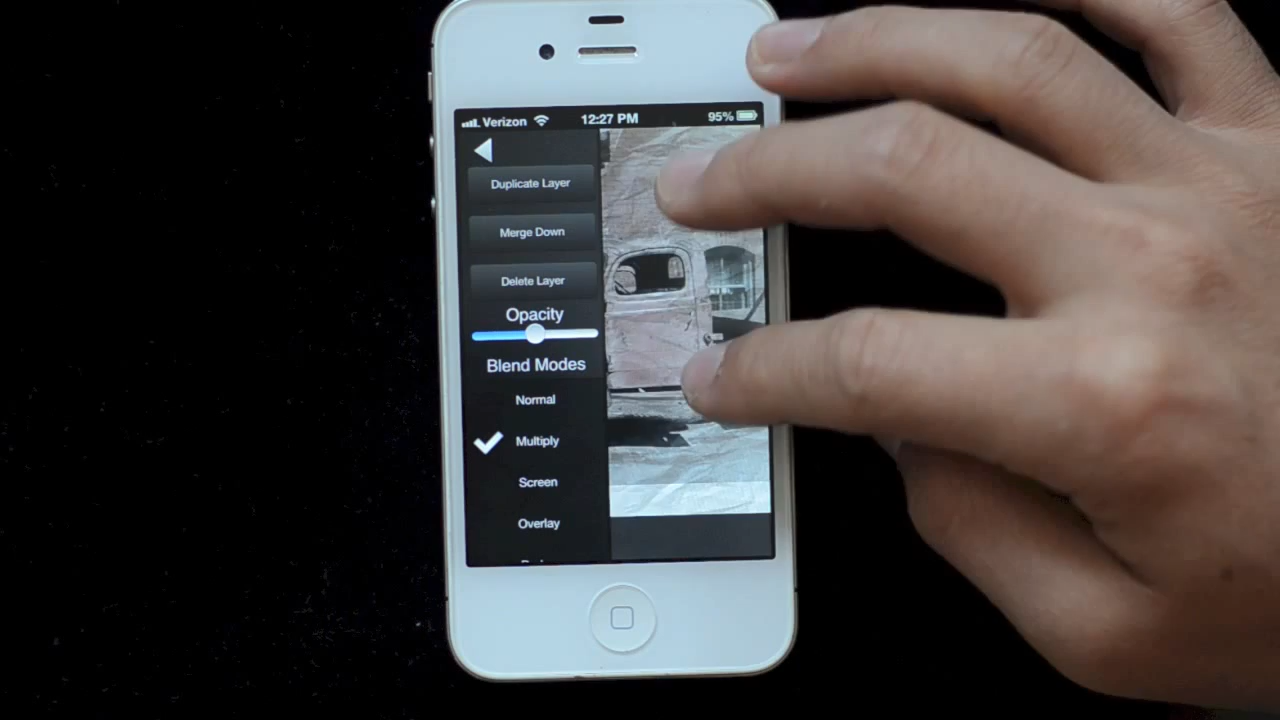 Verizon 12:27 PM 95%
Duplicate Layer
Merge Down
Delete Layer
Opacity
Blend Modes
Normal
Multiply
Screen
Overlay